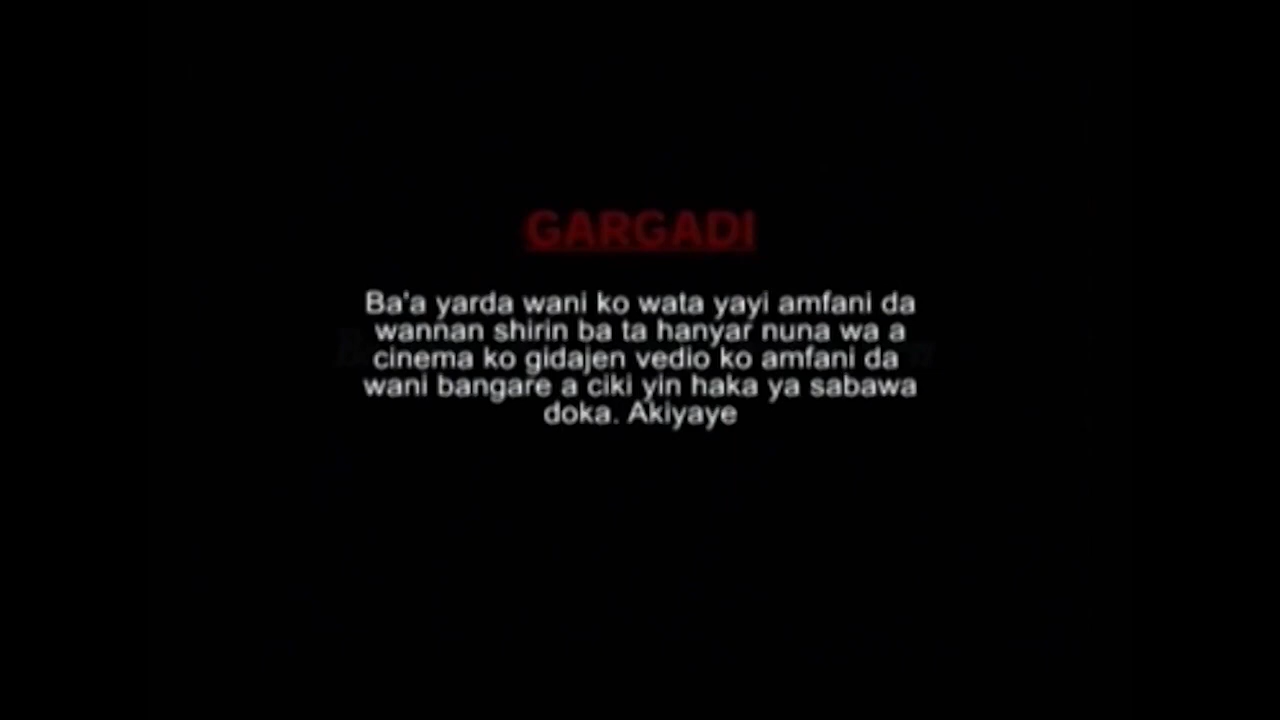 GARGADI
Ba'a yarda wani ko wata yayi amfani da
wannan shirin ba ta hanyar nuna wa a
cinema ko gidajen vedio ko amfani da
wani bangare a ciki yin haka ya sabawa
doka. Akiyaye